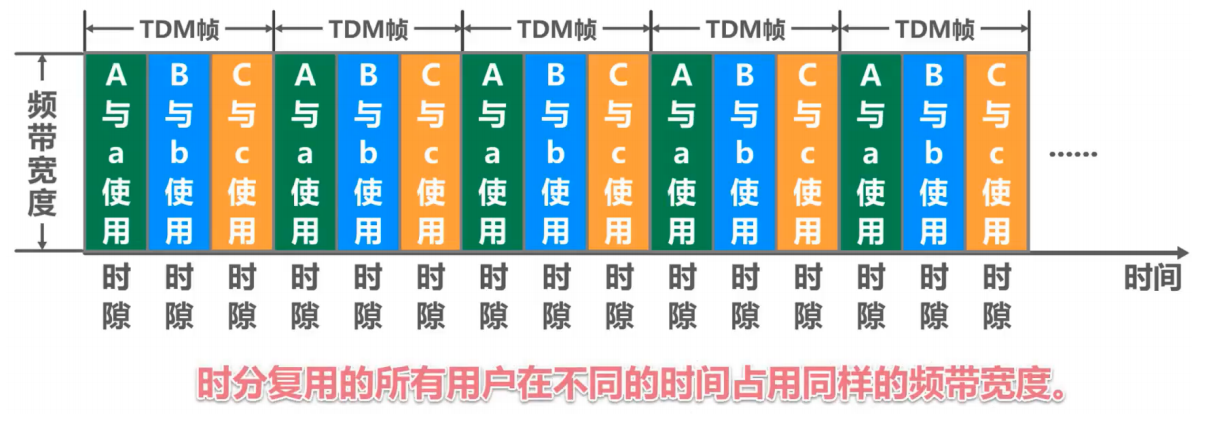 TDM帧 TDM帧 TDM帧 TDM帧 TDM帧
频带宽度
A与a使用
B与b使用
C与c使用
A与a使用
B与b使用
C与c使用
A与a使用
B与b使用
C与c使用
A与a使用
B与b使用
C与c使用
A与a使用
B与b使用
C与c使用
......
时隙 时隙 时隙 时隙 时隙 时隙 时隙 时隙 时隙 时隙 时隙 时隙 时隙 时隙 时隙
时间
时分复用的所有用户在不同的时间占用同样的频带宽度。